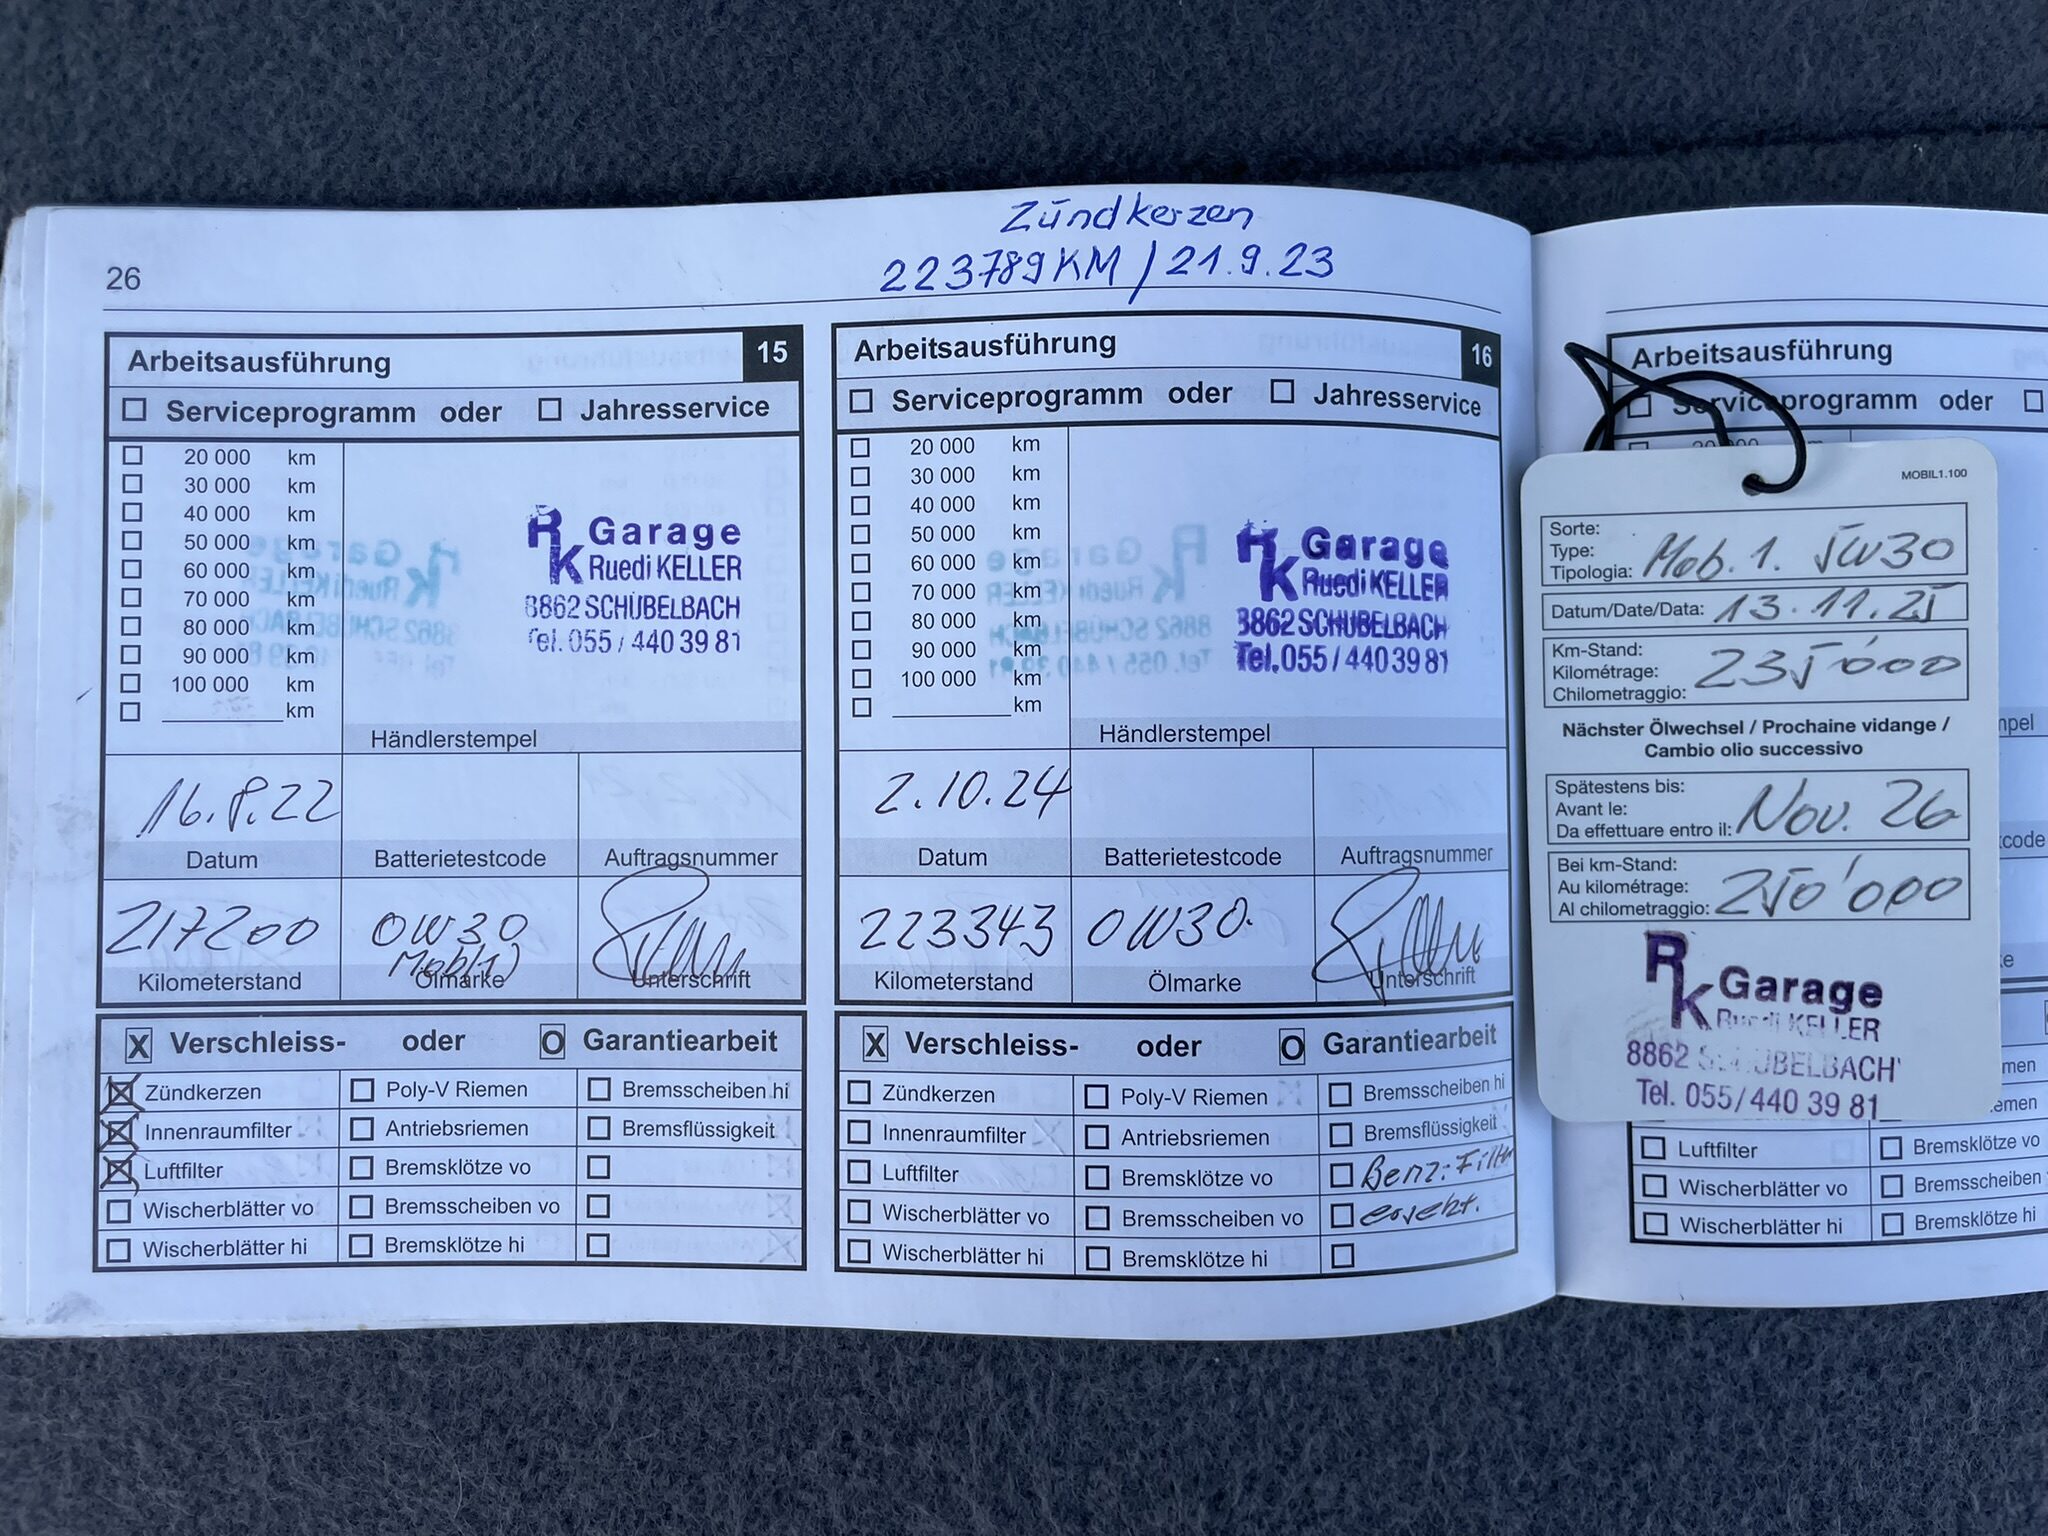 Zündkerzen
223789 KM / 21.9.23
26
Arbeitsausführung 15
Serviceprogramm oder Jahresservice
20 000 km
30 000 km
40 000 km
50 000 km
60 000 km
70 000 km
80 000 km
90 000 km
100 000 km
km
RK Garage
Ruedi KELLER
8862 SCHÜBELBACH
Tel. 055 / 440 39 81
Händlerstempel
16.8.22
Datum Batterietestcode Auftragsnummer
217200 0W30
Mobil 1
Kilometerstand Ölmarke Unterschrift
X Verschleiss- oder O Garantiearbeit
Zündkerzen Poly-V Riemen Bremsscheiben hi
Innenraumfilter Antriebsriemen Bremsflüssigkeit
Luftfilter Bremsklötze vo
Wischerblätter vo Bremsscheiben vo
Wischerblätter hi Bremsklötze hi
Arbeitsausführung 16
Serviceprogramm oder Jahresservice
20 000 km
30 000 km
40 000 km
50 000 km
60 000 km
70 000 km
80 000 km
90 000 km
100 000 km
km
RK Garage
Ruedi KELLER
8862 SCHÜBELBACH
Tel. 055 / 440 39 81
Händlerstempel
2.10.24
Datum Batterietestcode Auftragsnummer
223343 0W30.
Kilometerstand Ölmarke Unterschrift
X Verschleiss- oder O Garantiearbeit
Zündkerzen Poly-V Riemen Bremsscheiben hi
Innenraumfilter Antriebsriemen Bremsflüssigkeit
Luftfilter Bremsklötze vo Benz: Filter
Wischerblätter vo Bremsscheiben vo ersetzt.
Wischerblätter hi Bremsklötze hi
Arbeitsausführung
Serviceprogramm oder
MOBIL1.100
Sorte:
Type:
Tipologia: Mob. 1. 5W30
Datum/Date/Data: 13.11.25
Km-Stand:
Kilométrage:
Chilometraggio: 235'000
Nächster Ölwechsel / Prochaine vidange /
Cambio olio successivo
Spätestens bis:
Avant le:
Da effettuare entro il: Nov. 26
Bei km-Stand:
Au kilométrage:
Al chilometraggio: 250'000
RK Garage
Ruedi KELLER
8862 SCHÜBELBACH
Tel. 055 / 440 39 81
Luftfilter Bremsklötze vo
Wischerblätter vo Bremsscheiben
Wischerblätter hi Bremsklötze hi